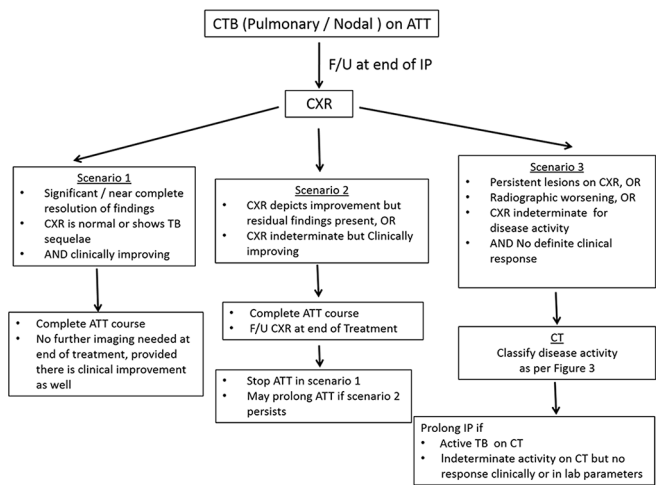 CTB (Pulmonary / Nodal ) on ATT
F/U at end of IP
CXR
Scenario 1
• Significant / near complete
resolution of findings
• CXR is normal or shows TB
sequelae
• AND clinically improving
Scenario 2
• CXR depicts improvement but
residual findings present, OR
• CXR indeterminate but Clinically
improving
Scenario 3
• Persistent lesions on CXR, OR
• Radiographic worsening, OR
• CXR indeterminate for
disease activity
• AND No definite clinical
response
• Complete ATT course
• No further imaging needed at
end of treatment, provided
there is clinical improvement
as well
• Complete ATT course
• F/U CXR at end of Treatment
• Stop ATT in scenario 1
• May prolong ATT if scenario 2
persists
CT
Classify disease activity
as per Figure 3
Prolong IP if
• Active TB on CT
• Indeterminate activity on CT but no
response clinically or in lab parameters